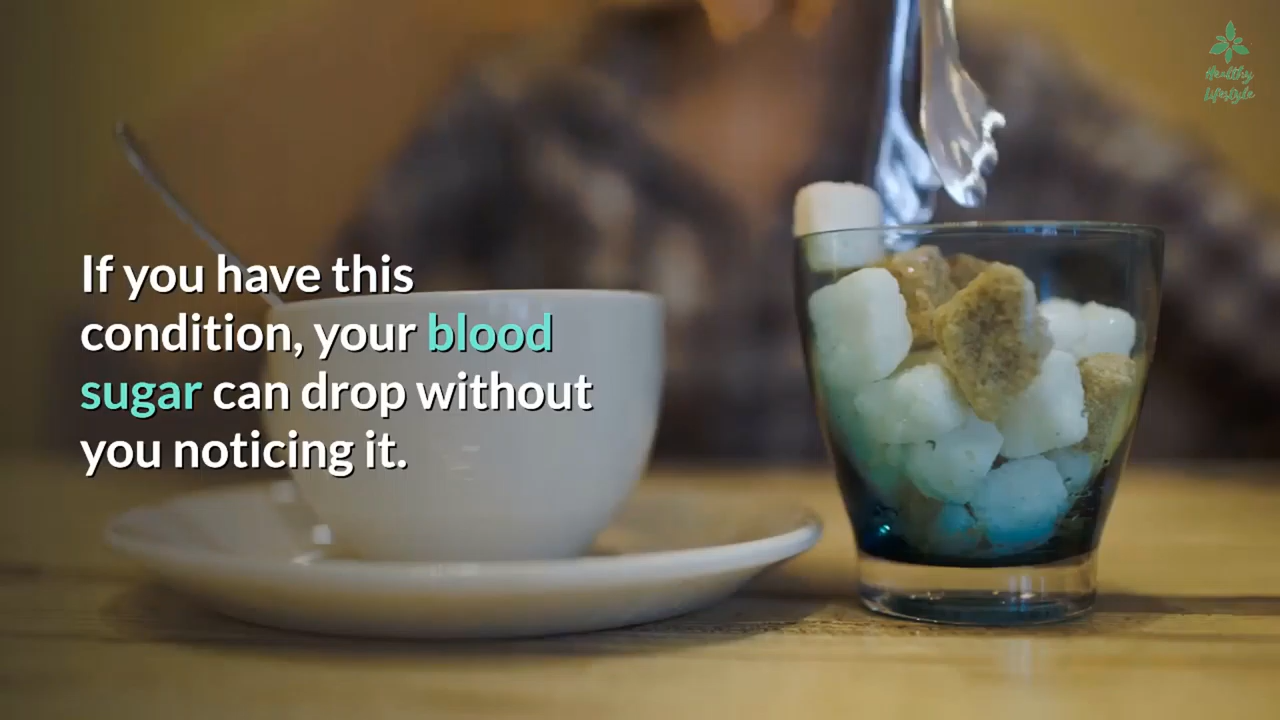 Healthy
Lifestyle
If you have this
condition, your blood
sugar can drop without
you noticing it.